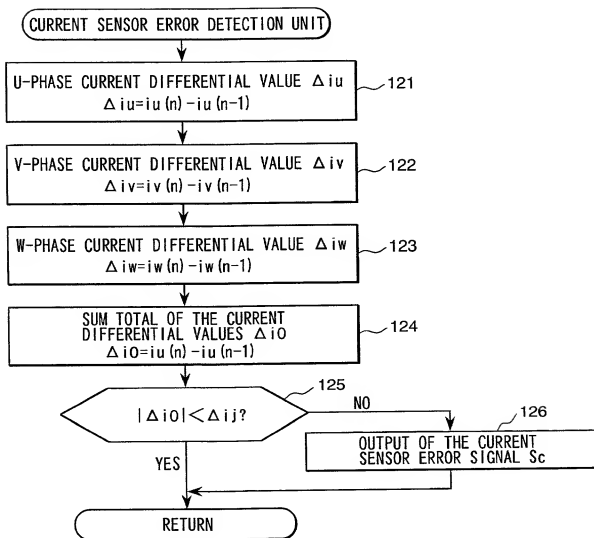 CURRENT SENSOR ERROR DETECTION UNIT
U-PHASE CURRENT DIFFERENTIAL VALUE Δiu
Δiu=iu(n)-iu(n-1)
121
V-PHASE CURRENT DIFFERENTIAL VALUE Δiv
Δiv=iv(n)-iv(n-1)
122
W-PHASE CURRENT DIFFERENTIAL VALUE Δiw
Δiw=iw(n)-iw(n-1)
123
SUM TOTAL OF THE CURRENT
DIFFERENTIAL VALUES Δi0
Δi0=iu(n)-iu(n-1)
124
125
|Δi0|<Δij?
NO
126
OUTPUT OF THE CURRENT
SENSOR ERROR SIGNAL Sc
YES
RETURN